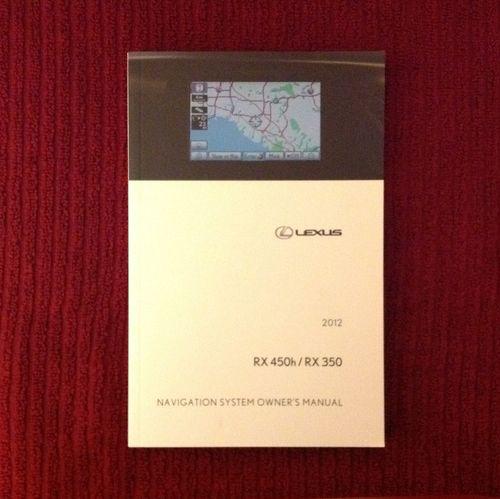 LEXUS
2012
RX 450h / RX 350
NAVIGATION SYSTEM OWNER'S MANUAL